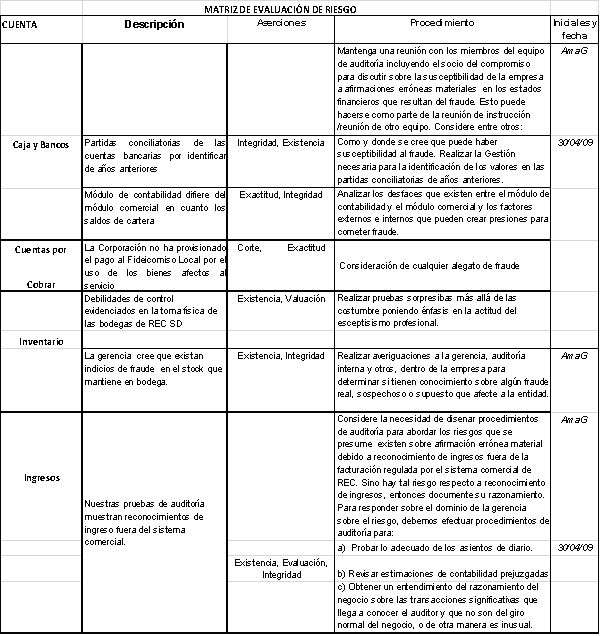 MATRIZ DE EVALUACIÓN DE RIESGO
CUENTA Descripción Aserciones Procedimiento Iniciales y
fecha
Mantenga una reunión con los miembros del equipo
de auditoría incluyendo el socio del compromiso
para discutir sobre la susceptibilidad de la empresa
a afirmaciones erróneas materiales en los estados
financieros que resultan del fraude. Esto puede
hacerse como parte de la reunión de instrucción
/reunión de otro equipo. Considere entre otros:
AmaG
Caja y Bancos
Partidas conciliatorias de las
cuentas bancarias por identificar
de años anteriores
Integridad, Existencia
Como y donde se cree que puede haber
susceptibilidad al fraude. Realizar la Gestión
necesaria para la identificación de los valores en las
partidas conciliatorias de años anteriores.
30/04/09
Módulo de contabilidad difiere del
módulo comercial en cuanto los
saldos de cartera
Exactitud, Integridad
Analizar los desfaces que existen entre el módulo de
contabilidad y el módulo comercial y los factores
externos e internos que pueden crear presiones para
cometer fraude.
Cuentas por
Cobrar
La Corporación no ha provisionado
el pago al Fideicomiso Local por el
uso de los bienes afectos al
servicio
Corte, Exactitud
Consideración de cualquier alegato de fraude
Debilidades de control
evidenciados en la toma física de
las bodegas de REC SD
Existencia, Valuación
Realizar pruebas sorpresibas más allá de las
costumbre poniendo énfasis en la actitud del
esceptisismo profesional.
Inventario
La gerencia cree que existan
indicios de fraude en el stock que
mantiene en bodega.
Existencia, Integridad
Realizar averiguaciones a la gerencia, auditoría
interna y otros, dentro de la empresa para
determinar si tienen conocimiento sobre algún fraude
real, sospechoso o supuesto que afecte a la entidad.
AmaG
Ingresos
Nuestras pruebas de auditoría
muestran reconocimientos de
ingreso fuera del sistema
comercial.
Considere la necesidad de disenar procedimientos
de auditoría para abordar los riesgos que se
presume existen sobre afirmación errónea material
debido a reconocimiento de ingresos fuera de la
facturación regulada por el sistema comercial de
REC. Sino hay tal riesgo respecto a reconocimiento
de ingresos, entonces documente su razonamiento.
Para responder sobre el dominio de la gerencia
sobre el riesgo, debemos efectuar procedimientos de
auditoría para:
AmaG
a) Probar lo adecuado de los asientos de diario.
30/04/09
Existencia, Evaluación,
Integridad
b) Revisar estimaciones de contabilidad prejuzgadas
c) Obtener un entendimiento del razonamiento del
negocio sobre las transacciones significativas que
llega a conocer el auditor y que no son del giro
normal del negocio, o de otra manera es inusual.